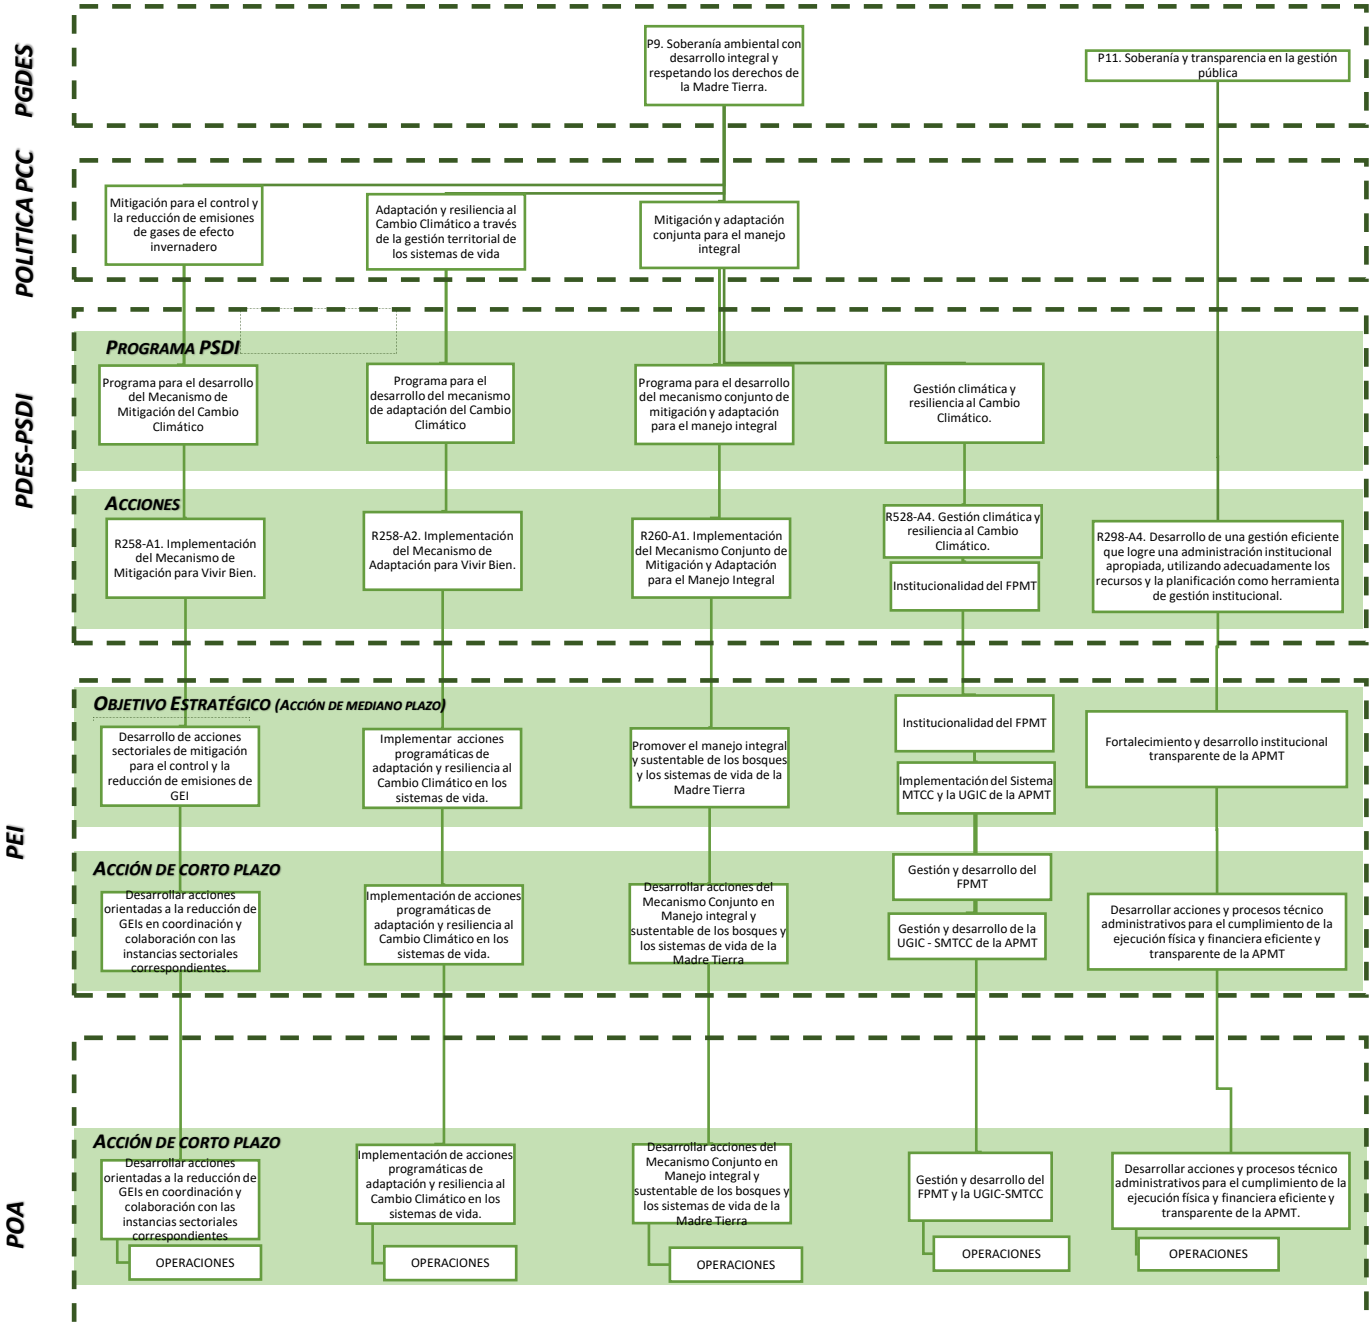 PGDES
P9. Soberanía ambiental con
desarrollo integral y
respetando los derechos de
la Madre Tierra.
P11. Soberanía y transparencia en la gestión
pública
POLITICA PCC
Mitigación para el control y
la reducción de emisiones
de gases de efecto
invernadero
Adaptación y resiliencia al
Cambio Climático a través
de la gestión territorial de
los sistemas de vida
Mitigación y adaptación
conjunta para el manejo
integral
PDES-PSDI
PROGRAMA PSDI
Programa para el desarrollo
del Mecanismo de
Mitigación del Cambio
Climático
Programa para el
desarrollo del mecanismo
de adaptación del Cambio
Climático
Programa para el desarrollo
del mecanismo conjunto de
mitigación y adaptación
para el manejo integral
Gestión climática y
resiliencia al Cambio
Climático.
ACCIONES
R258-A1. Implementación
del Mecanismo de
Mitigación para Vivir Bien.
R258-A2. Implementación
del Mecanismo de
Adaptación para Vivir Bien.
R260-A1. Implementación
del Mecanismo Conjunto de
Mitigación y Adaptación
para el Manejo Integral
R528-A4. Gestión climática y
resiliencia al Cambio
Climático.
Institucionalidad del FPMT
R298-A4. Desarrollo de una gestión eficiente
que logre una administración institucional
apropiada, utilizando adecuadamente los
recursos y la planificación como herramienta
de gestión institucional.
PEI
OBJETIVO ESTRATÉGICO (ACCIÓN DE MEDIANO PLAZO)
Desarrollo de acciones
sectoriales de mitigación
para el control y la
reducción de emisiones de
GEI
Implementar acciones
programáticas de
adaptación y resiliencia al
Cambio Climático en los
sistemas de vida.
Promover el manejo integral
y sustentable de los bosques
y los sistemas de vida de la
Madre Tierra
Institucionalidad del FPMT
Implementación del Sistema
MTCC y la UGIC de la APMT
Fortalecimiento y desarrollo institucional
transparente de la APMT
ACCIÓN DE CORTO PLAZO
Desarrollar acciones
orientadas a la reducción de
GEIs en coordinación y
colaboración con las
instancias sectoriales
correspondientes.
Implementación de acciones
programáticas de
adaptación y resiliencia al
Cambio Climático en los
sistemas de vida.
Desarrollar acciones del
Mecanismo Conjunto en
Manejo integral y
sustentable de los bosques y
los sistemas de vida de la
Madre Tierra
Gestión y desarrollo del
FPMT
Gestión y desarrollo de la
UGIC - SMTCC de la APMT
Desarrollar acciones y procesos técnico
administrativos para el cumplimiento de la
ejecución física y financiera eficiente y
transparente de la APMT
POA
ACCIÓN DE CORTO PLAZO
Desarrollar acciones
orientadas a la reducción de
GEIs en coordinación y
colaboración con las
instancias sectoriales
correspondientes
Implementación de acciones
programáticas de
adaptación y resiliencia al
Cambio Climático en los
sistemas de vida.
Desarrollar acciones del
Mecanismo Conjunto en
Manejo integral y
sustentable de los bosques y
los sistemas de vida de la
Madre Tierra
Gestión y desarrollo del
FPMT y la UGIC-SMTCC
Desarrollar acciones y procesos técnico
administrativos para el cumplimiento de la
ejecución física y financiera eficiente y
transparente de la APMT.
OPERACIONES
OPERACIONES
OPERACIONES
OPERACIONES
OPERACIONES